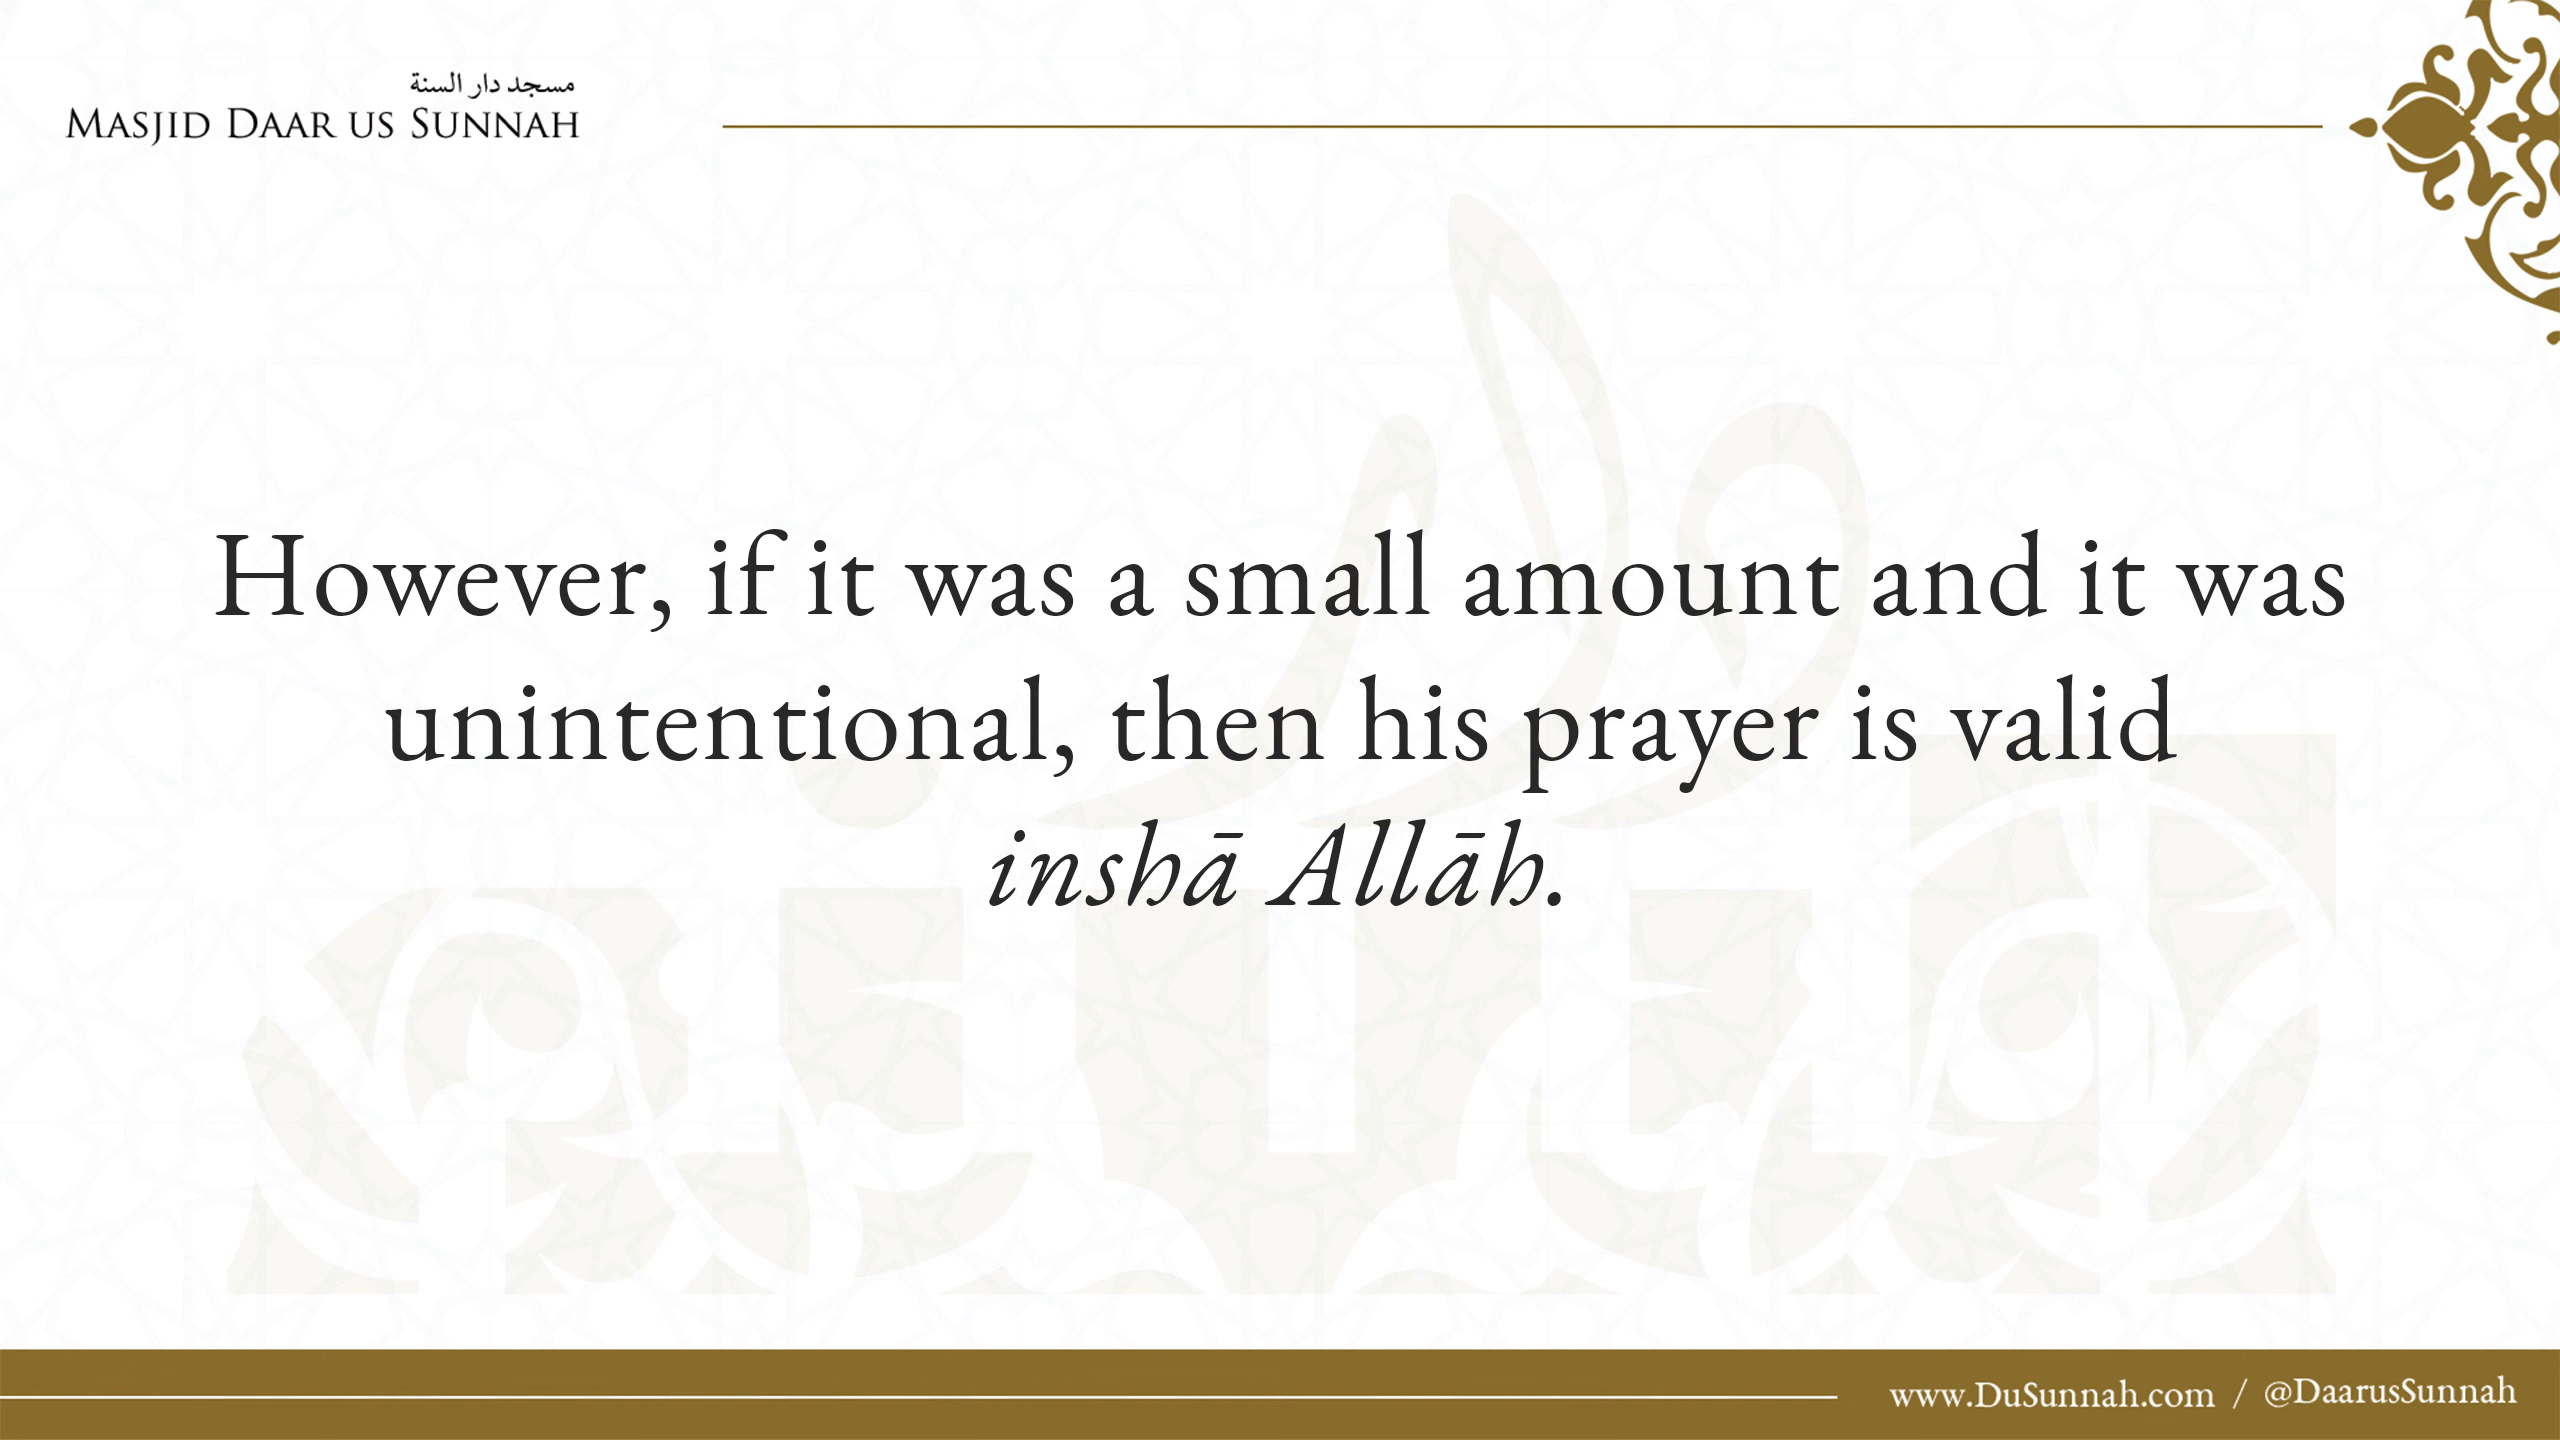 مسجد دار السنة
MASJID DAAR US SUNNAH
However, if it was a small amount and it was
unintentional, then his prayer is valid
inshā Allāh.
www.DuSunnah.com / @DaarusSunnah